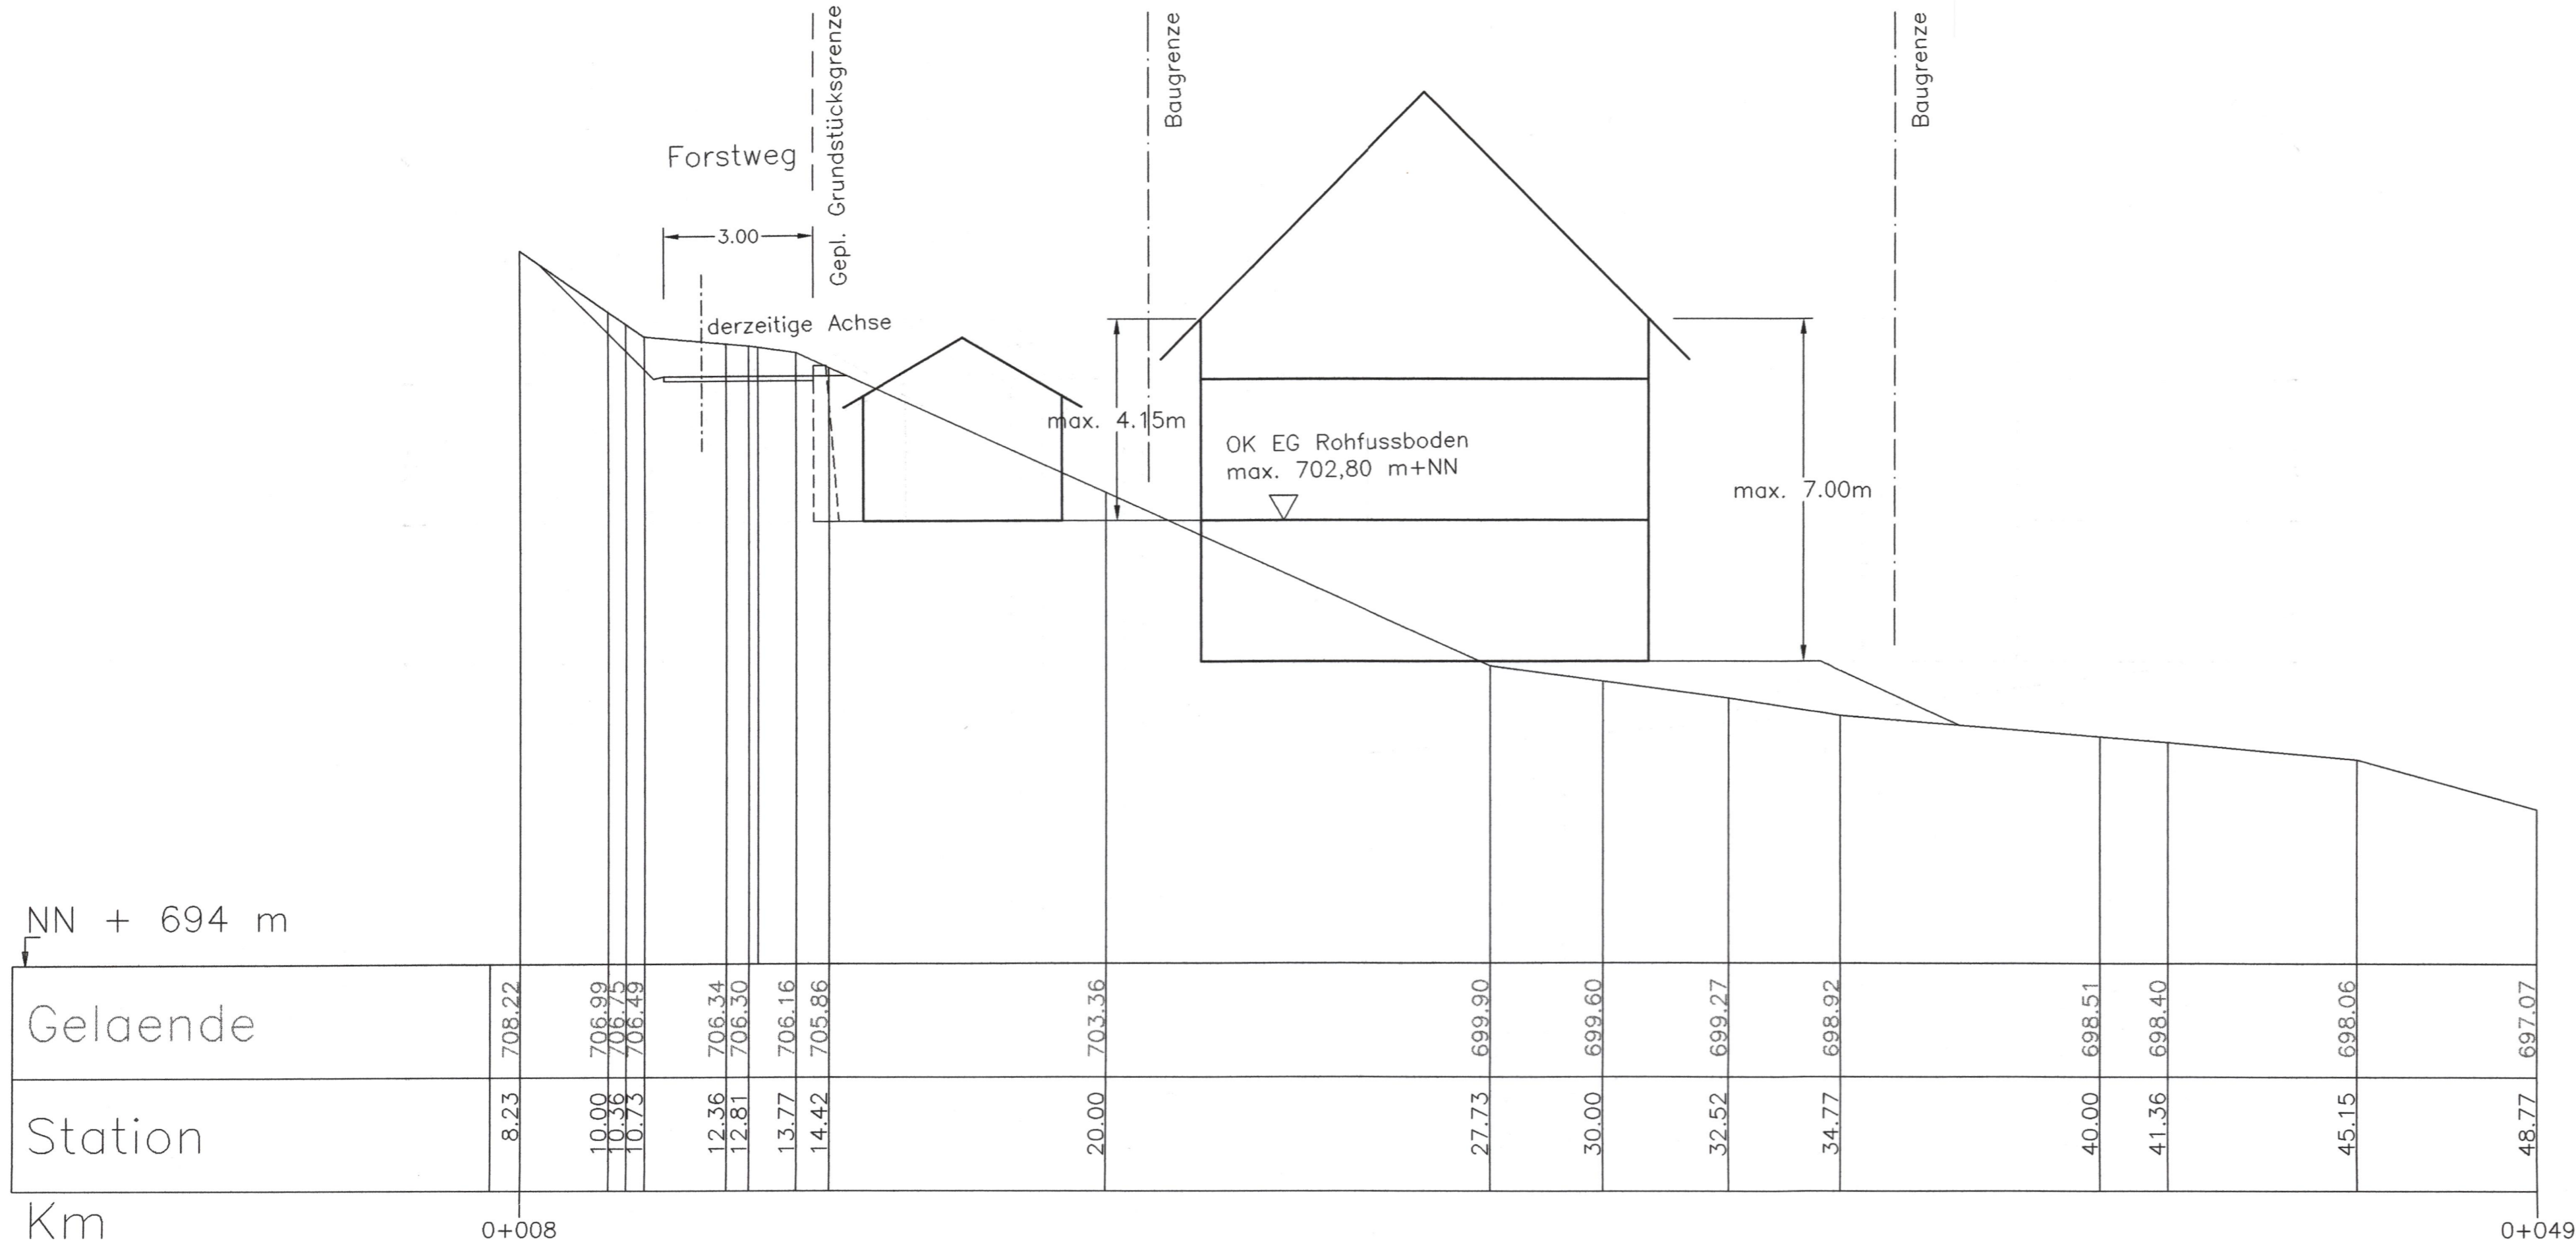 Gepl. Grundstücksgrenze
Baugrenze
Baugrenze
Forstweg
3.00
derzeitige Achse
max. 4.15m
OK EG Rohfussboden
max. 702,80 m+NN
max. 7.00m
NN + 694 m
Gelaende 708.22 706.99 706.75 706.49 706.34 706.30 706.16 705.86 703.36 699.90 699.60 699.27 698.92 698.51 698.40 698.06 697.07
Station 8.23 10.00 10.36 10.73 12.36 12.81 13.77 14.42 20.00 27.73 30.00 32.52 34.77 40.00 41.36 45.15 48.77
Km 0+008 0+049